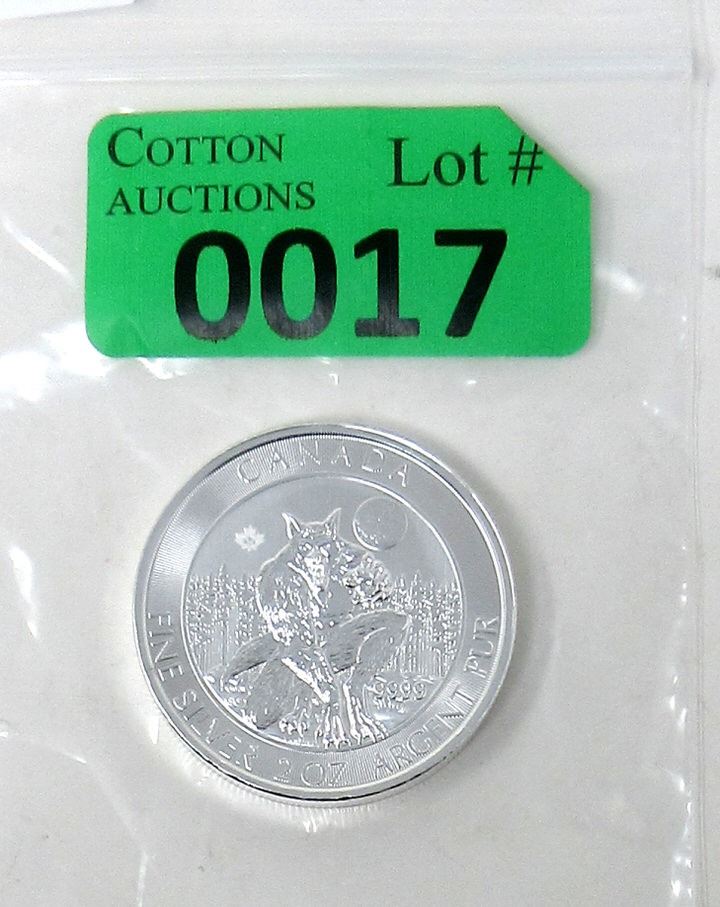 COTTON
AUCTIONS
Lot #
0017
CANADA
9999
FINE SILVER 2 OZ ARGENT PUR